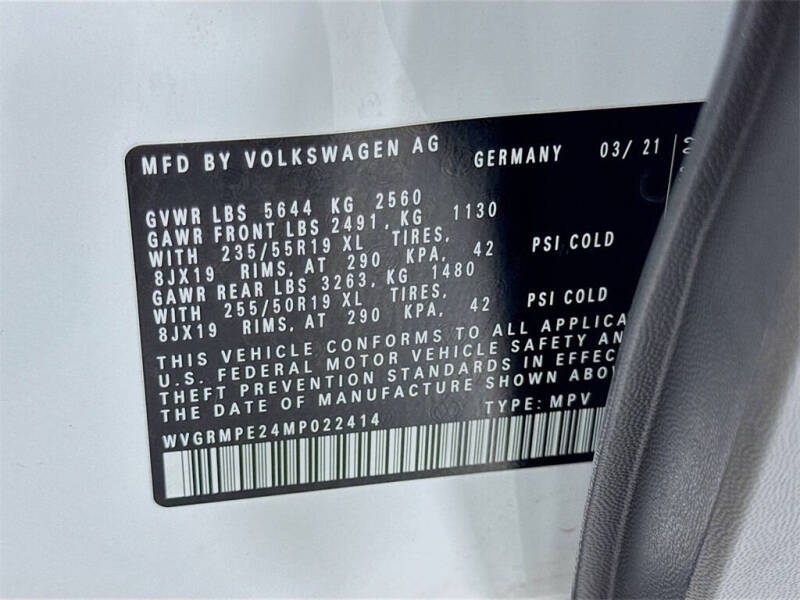 MFD BY VOLKSWAGEN AG GERMANY 03/ 21
GVWR LBS 5644 KG 2560
GAWR FRONT LBS 2491, KG 1130
WITH 235/55R19 XL TIRES,
8JX19 RIMS, AT 290 KPA, 42 PSI COLD
GAWR REAR LBS 3263, KG 1480
WITH 255/50R19 XL TIRES,
8JX19 RIMS, AT 290 KPA, 42 PSI COLD
THIS VEHICLE CONFORMS TO ALL APPLICA
U.S. FEDERAL MOTOR VEHICLE SAFETY AN
THEFT PREVENTION STANDARDS IN EFFEC
THE DATE OF MANUFACTURE SHOWN ABOV
WVGRMPE24MP022414 TYPE: MPV